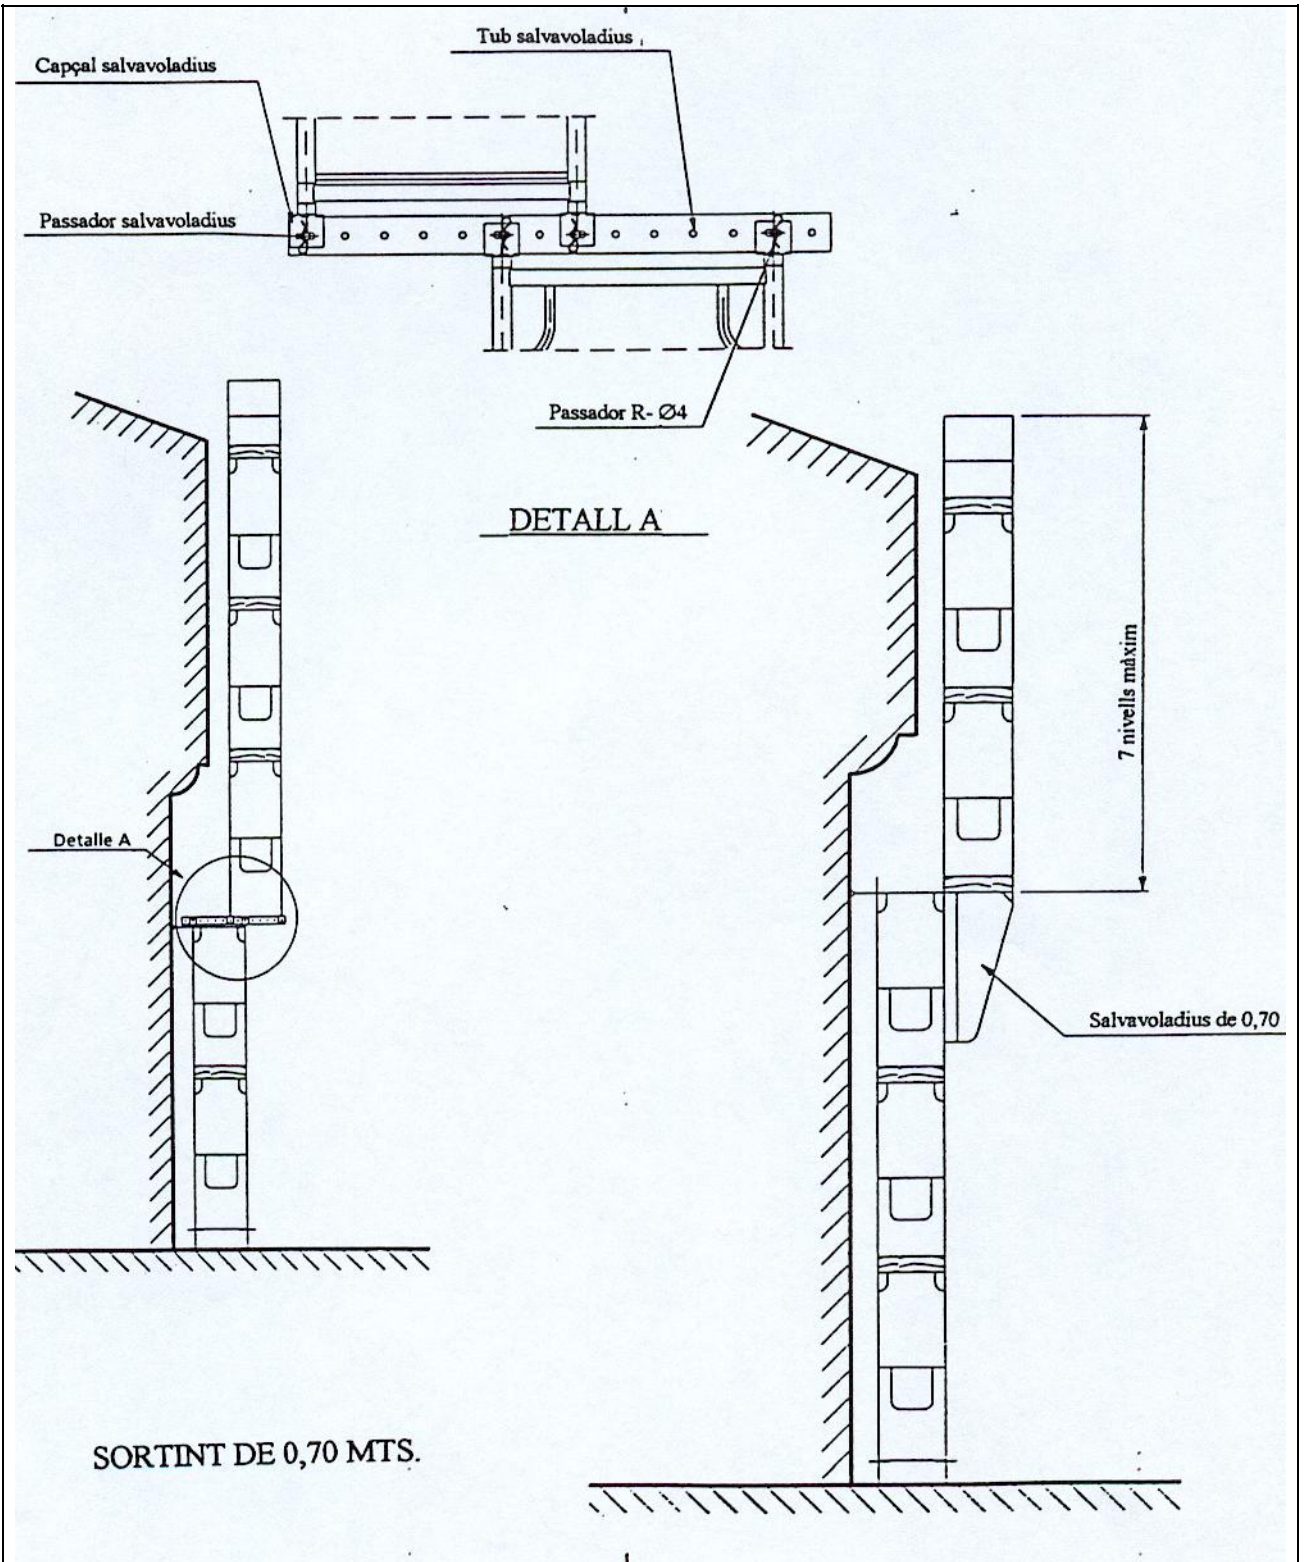 Tub salvavoladius
Capçal salvavoladius
Passador salvavoladius
Passador R- Ø4
DETALL A
7 nivells màxim
Detalle A
Salvavoladius de 0,70
SORTINT DE 0,70 MTS.